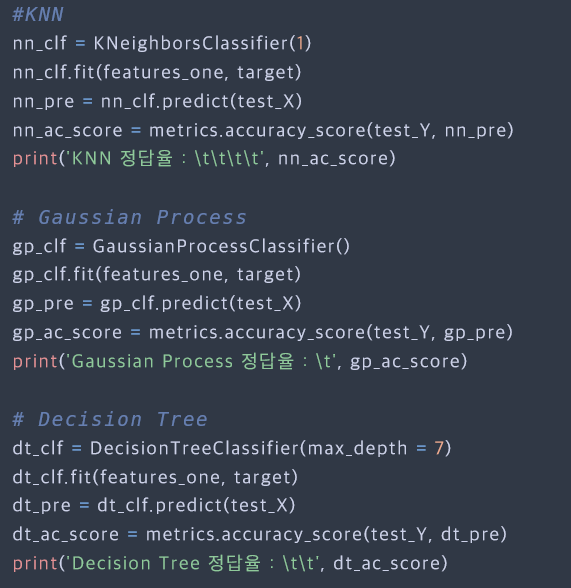 #KNN
nn_clf = KNeighborsClassifier(1)
nn_clf.fit(features_one, target)
nn_pre = nn_clf.predict(test_X)
nn_ac_score = metrics.accuracy_score(test_Y, nn_pre)
print('KNN 정답율 : \t\t\t\t', nn_ac_score)

# Gaussian Process
gp_clf = GaussianProcessClassifier()
gp_clf.fit(features_one, target)
gp_pre = gp_clf.predict(test_X)
gp_ac_score = metrics.accuracy_score(test_Y, gp_pre)
print('Gaussian Process 정답율 : \t', gp_ac_score)

# Decision Tree
dt_clf = DecisionTreeClassifier(max_depth = 7)
dt_clf.fit(features_one, target)
dt_pre = dt_clf.predict(test_X)
dt_ac_score = metrics.accuracy_score(test_Y, dt_pre)
print('Decision Tree 정답율 : \t\t', dt_ac_score)